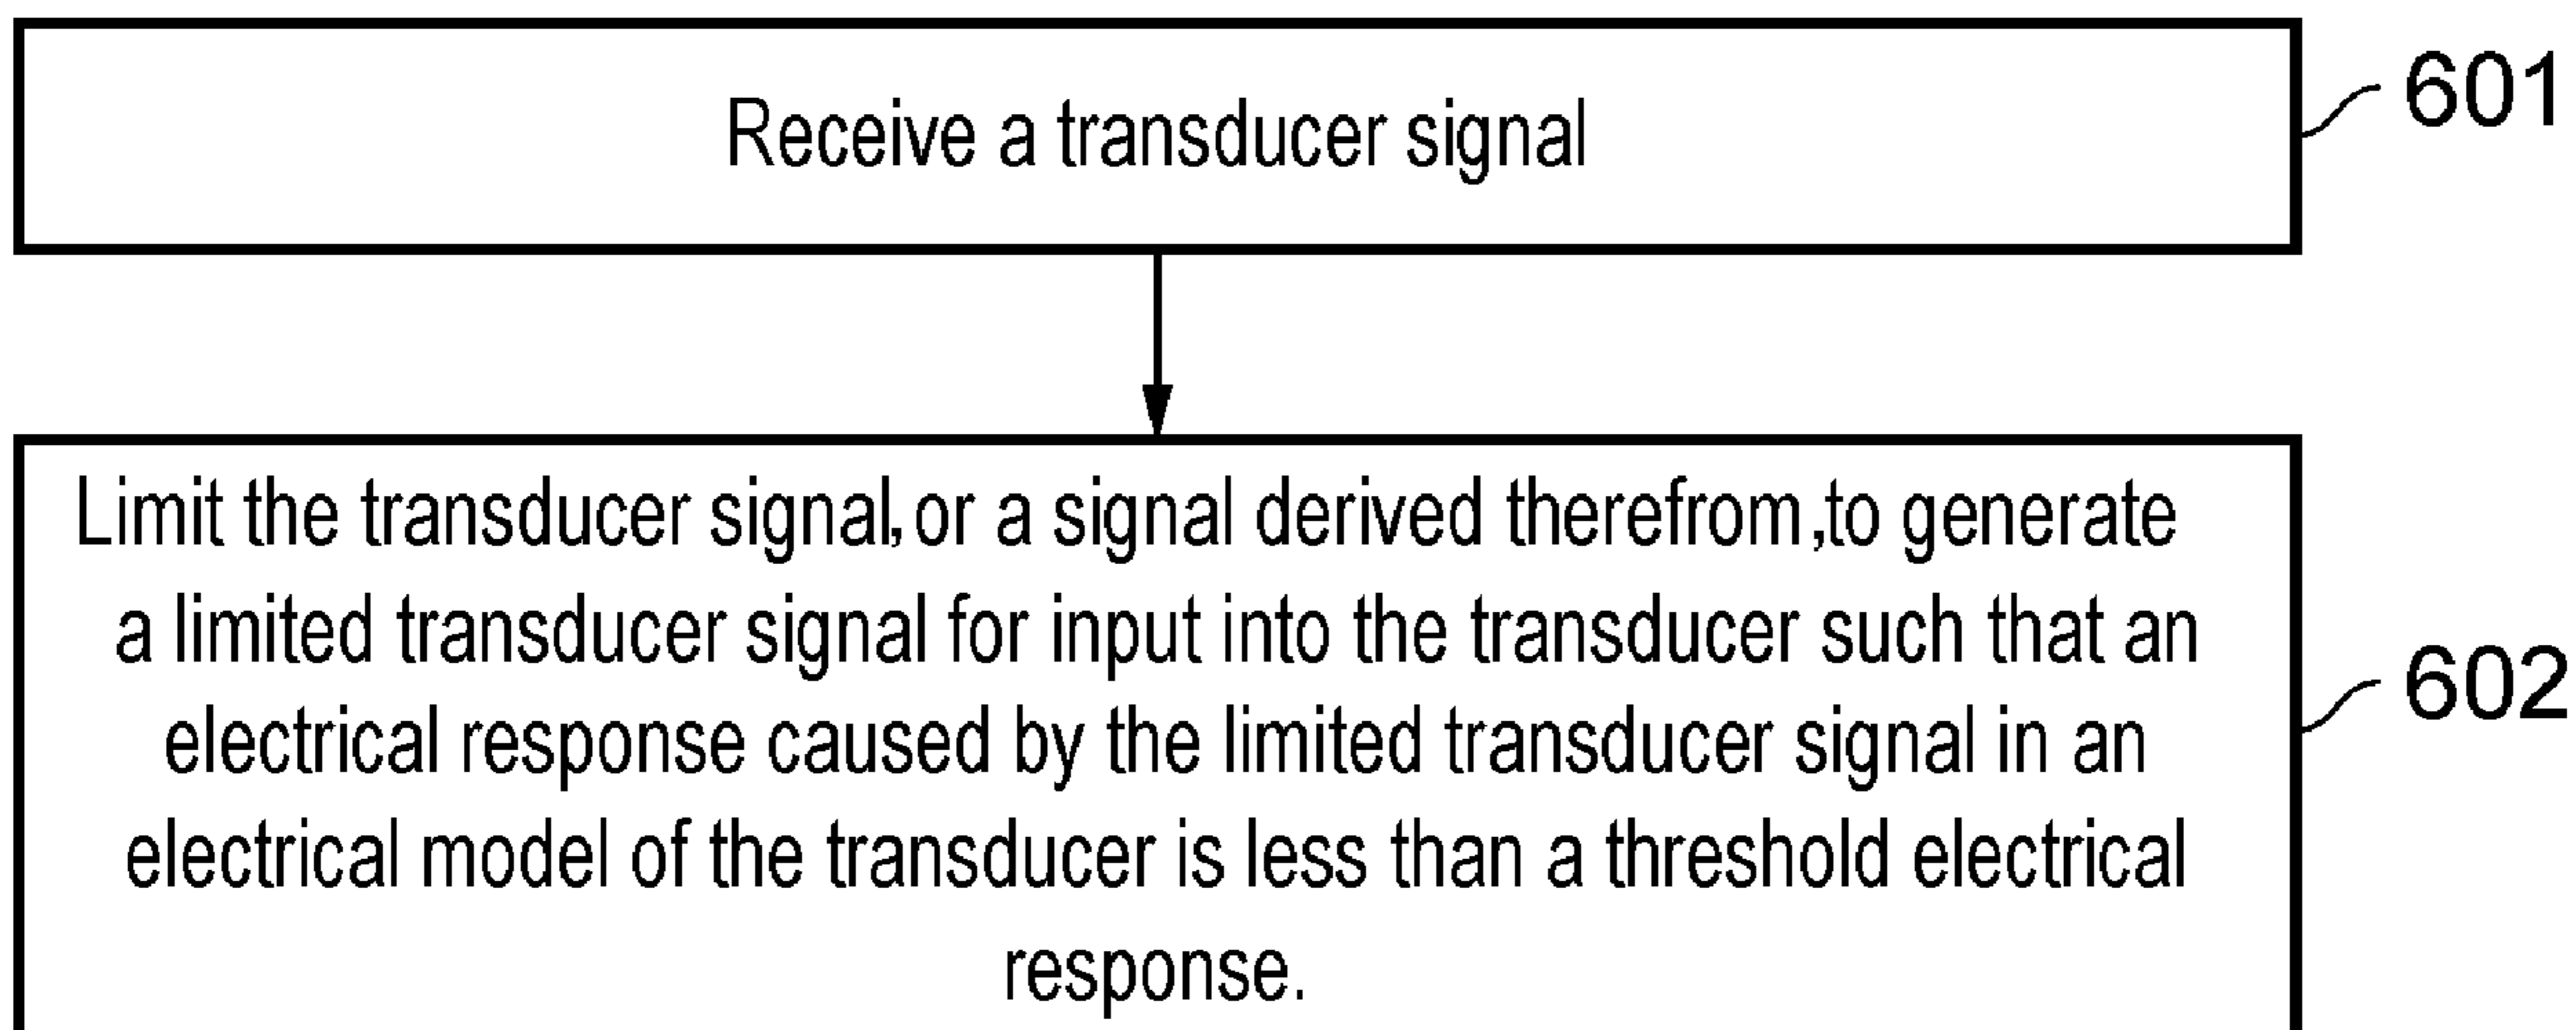 Receive a transducer signal
601
Limit the transducer signal, or a signal derived therefrom ,to generate
a limited transducer signal for input into the transducer such that an
electrical response caused by the limited transducer signal in an
electrical model of the transducer is less than a threshold electrical
response.
602